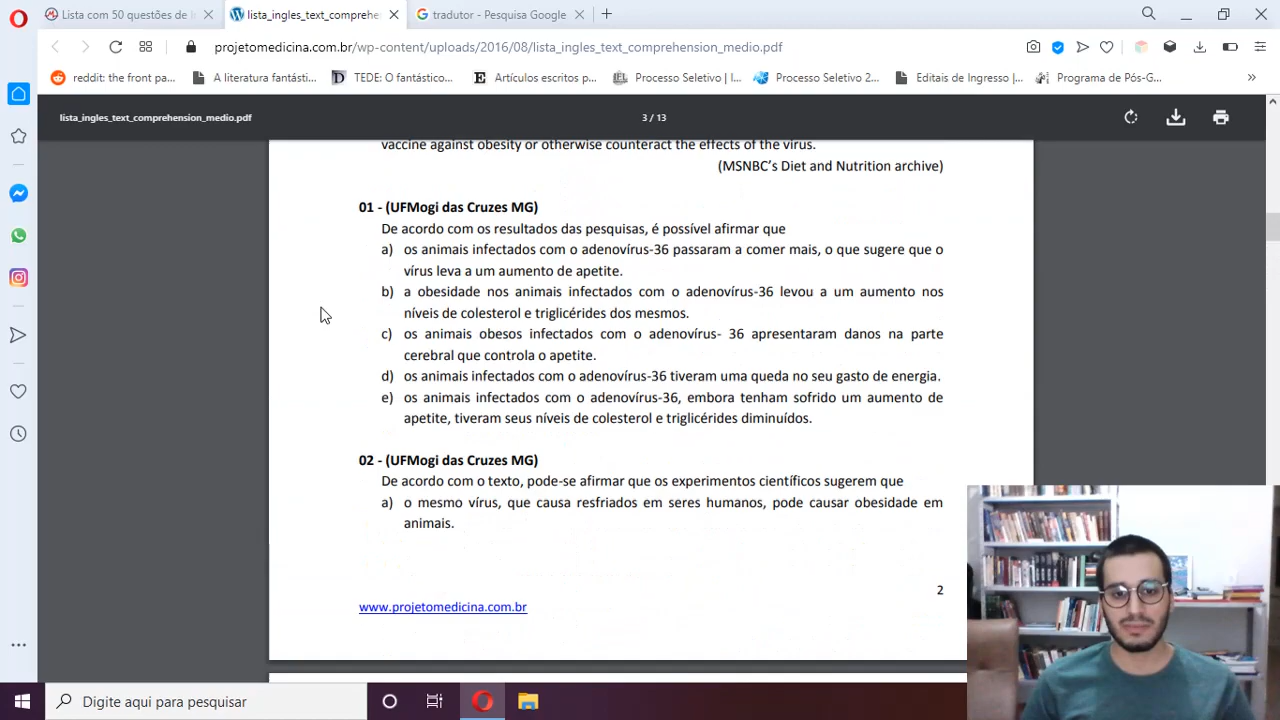 Lista com 50 questões de I
lista_ingles_text_comprehe
tradutor - Pesquisa Google
projetomedicina.com.br/wp-content/uploads/2016/08/lista_ingles_text_comprehension_medio.pdf
reddit: the front pa...
A literatura fantásti...
TEDE: O fantástico...
Artículos escritos p...
Processo Seletivo | I...
Processo Seletivo 2...
Editais de Ingresso |...
Programa de Pós-G...
lista_ingles_text_comprehension_medio.pdf
3 / 13
vaccine against obesity or otherwise counteract the effects of the virus.
(MSNBC's Diet and Nutrition archive)
01 - (UFMogi das Cruzes MG)
De acordo com os resultados das pesquisas, é possível afirmar que
a) os animais infectados com o adenovírus-36 passaram a comer mais, o que sugere que o
vírus leva a um aumento de apetite.
b) a obesidade nos animais infectados com o adenovírus-36 levou a um aumento nos
níveis de colesterol e triglicérides dos mesmos.
c) os animais obesos infectados com o adenovírus- 36 apresentaram danos na parte
cerebral que controla o apetite.
d) os animais infectados com o adenovírus-36 tiveram uma queda no seu gasto de energia.
e) os animais infectados com o adenovírus-36, embora tenham sofrido um aumento de
apetite, tiveram seus níveis de colesterol e triglicérides diminuídos.
02 - (UFMogi das Cruzes MG)
De acordo com o texto, pode-se afirmar que os experimentos científicos sugerem que
a) o mesmo vírus, que causa resfriados em seres humanos, pode causar obesidade em
animais.
2
www.projetomedicina.com.br
Digite aqui para pesquisar